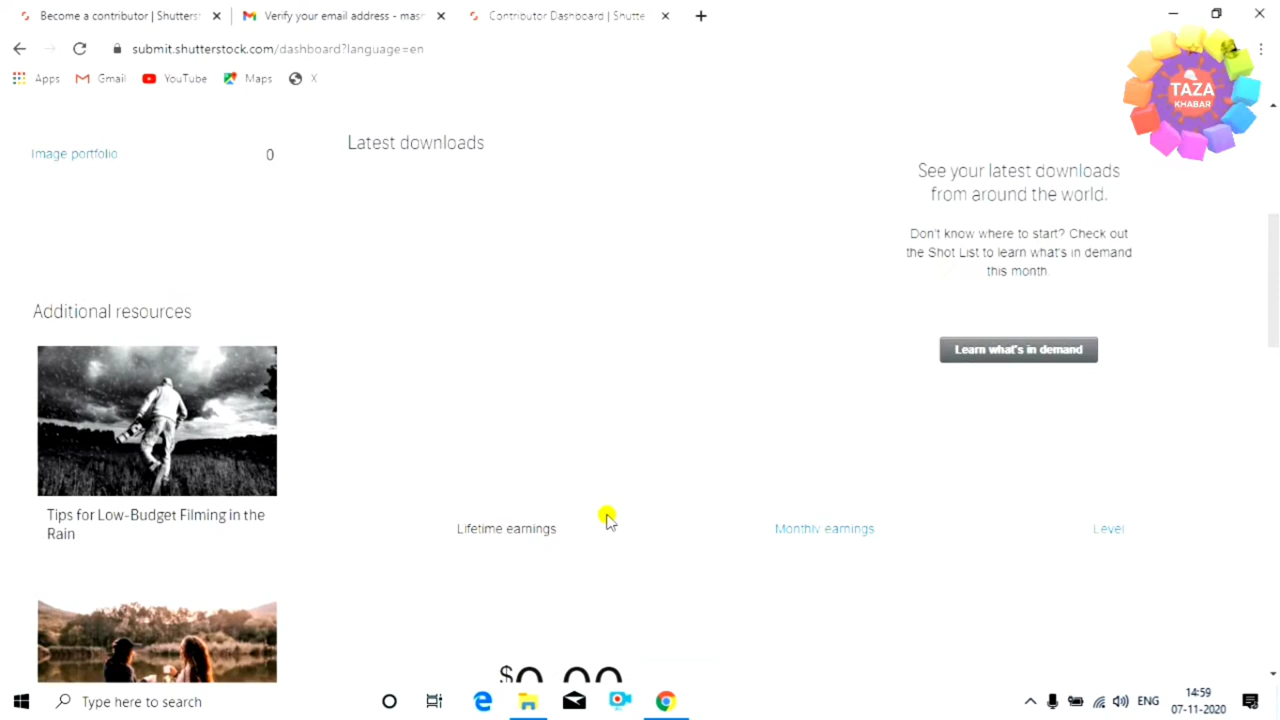 Become a contributor | Shutters
Verify your email address - mas
Contributor Dashboard | Shutte
submit.shutterstock.com/dashboard?language=en
Apps
Gmail
YouTube
Maps
X
TAZA
KHABAR
Image portfolio
0
Latest downloads
See your latest downloads
from around the world.
Don't know where to start? Check out
the Shot List to learn what's in demand
this month.
Learn what's in demand
Additional resources
Tips for Low-Budget Filming in the
Rain
Lifetime earnings
Monthly earnings
Level
$0.00
Type here to search
ENG
14:59
07-11-2020